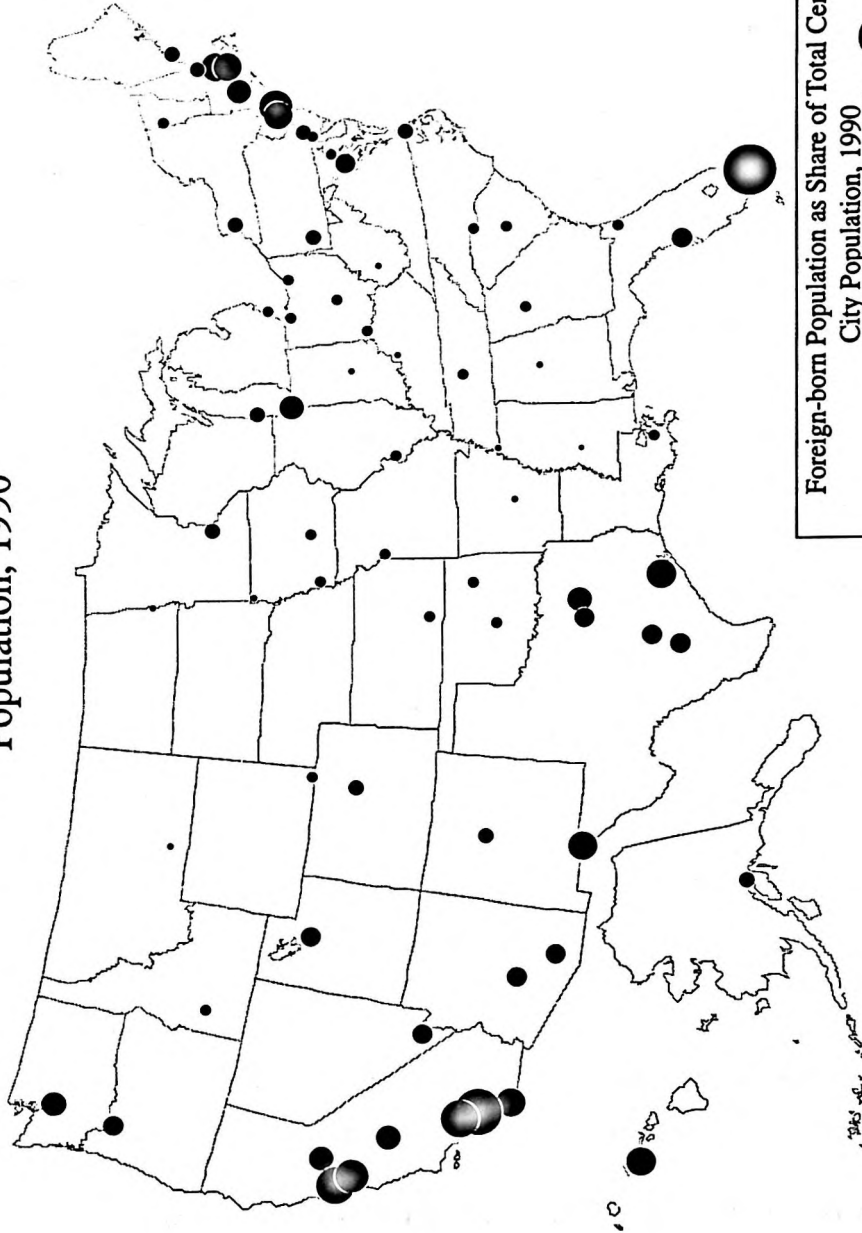 Population, 1990
Foreign-born Population as Share of Total Cen
City Population, 1990